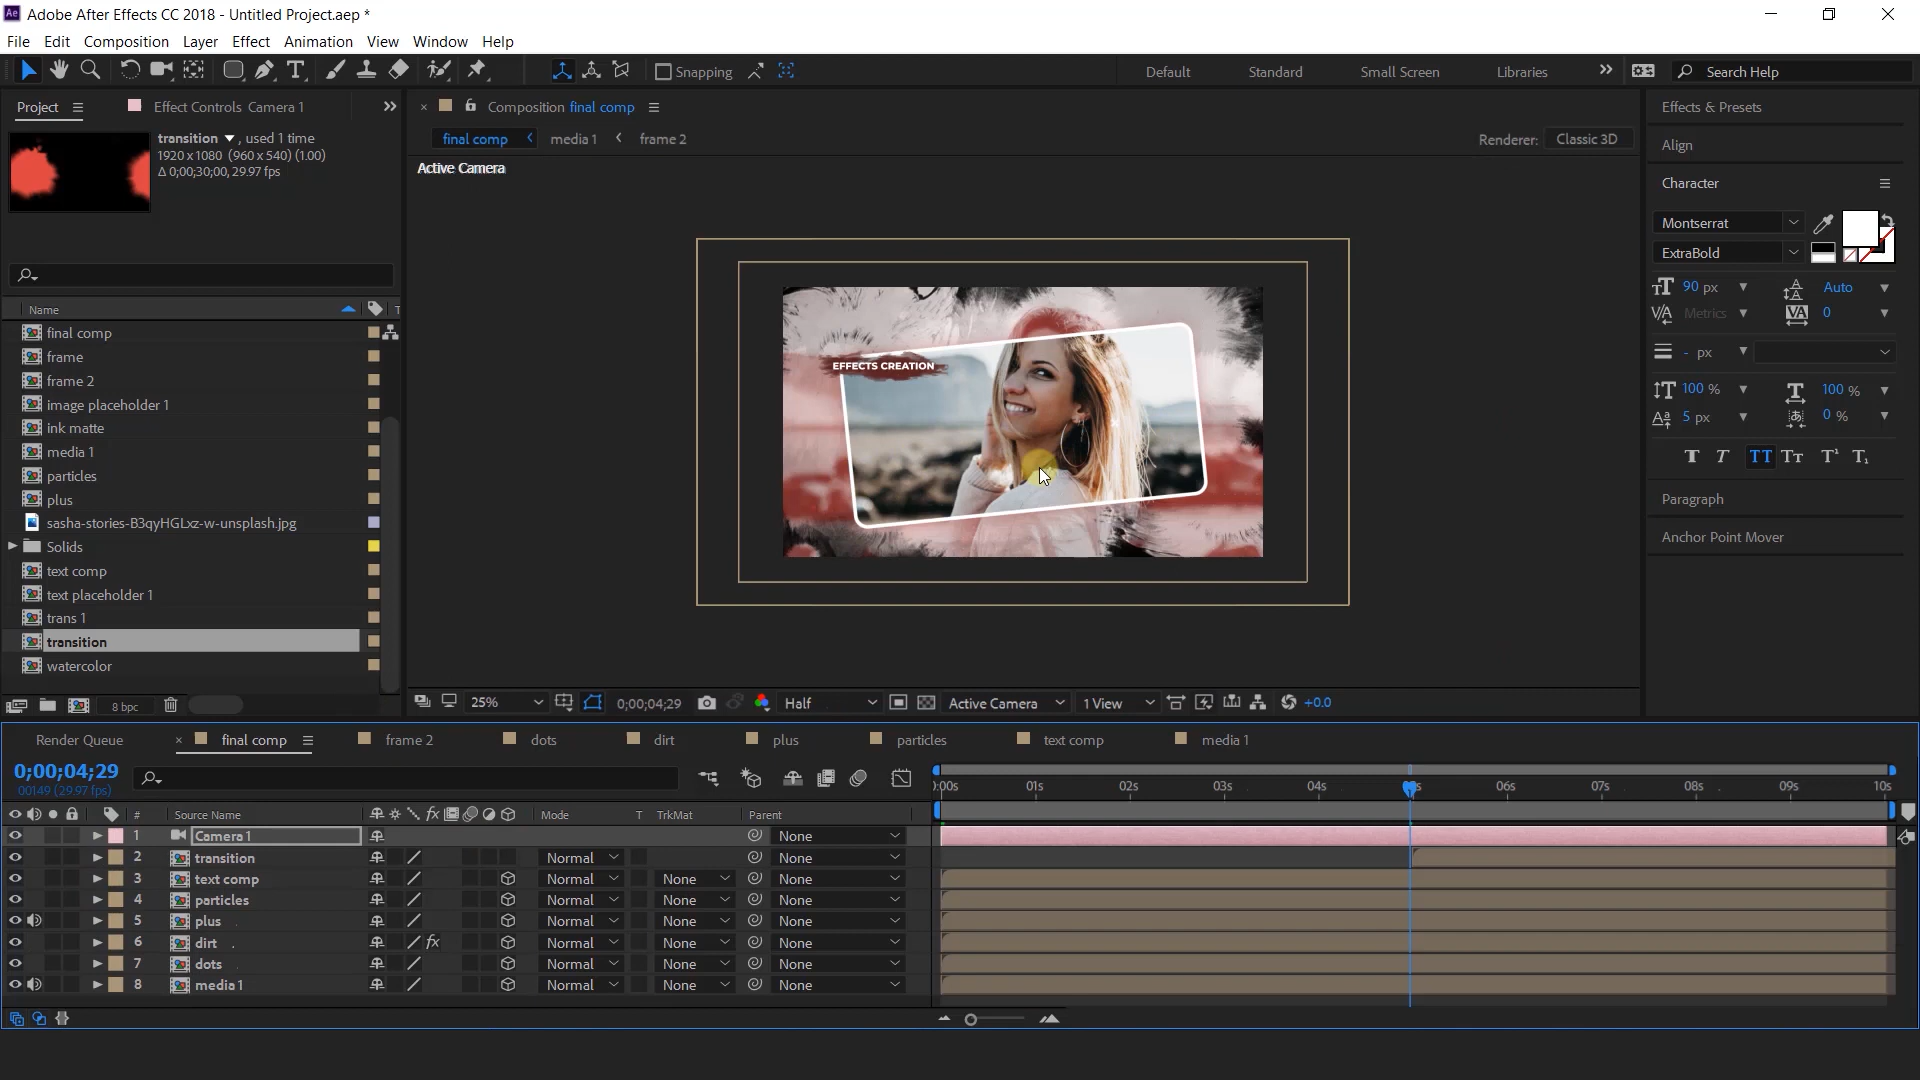 Adobe After Effects CC 2018 - Untitled Project.aep *
File Edit Composition Layer Effect Animation View Window Help
Snapping
Default Standard Small Screen Libraries Search Help
Project Effect Controls Camera 1
transition, used 1 time
1920 x 1080 (960 x 540) (1.00)
Δ 0;00;30;00, 29.97 fps
Name
final comp
frame
frame 2
image placeholder 1
ink matte
media 1
particles
plus
sasha-stories-B3qyHGLxz-w-unsplash.jpg
Solids
text comp
text placeholder 1
trans 1
transition
watercolor
8 bpc
Composition final comp
final comp media 1 frame 2
Renderer: Classic 3D
Active Camera
EFFECTS CREATION
25% 0;00;04;29 Half Active Camera 1 View +0.0
Effects & Presets
Align
Character
Montserrat
ExtraBold
90 px Auto
Metrics 0
- px
100 % 100 %
5 px 0 %
Paragraph
Anchor Point Mover
Render Queue final comp frame 2 dots dirt plus particles text comp media 1
0;00;04;29
00149 (29.97 fps)
:00s 01s 02s 03s 04s 06s 07s 08s 09s 10s
# Source Name Mode T TrkMat Parent
1 Camera 1 None
2 transition Normal None
3 text comp Normal None None
4 particles Normal None None
5 plus Normal None None
6 dirt Normal None None
7 dots Normal None None
8 media 1 Normal None None